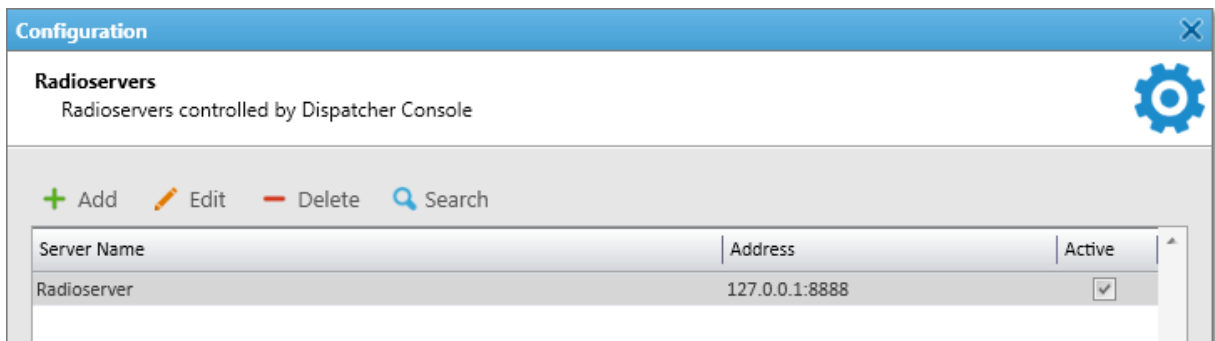 Configuration
Radioservers
Radioservers controlled by Dispatcher Console
Add Edit Delete Search
Server Name Address Active
Radioserver 127.0.0.1:8888